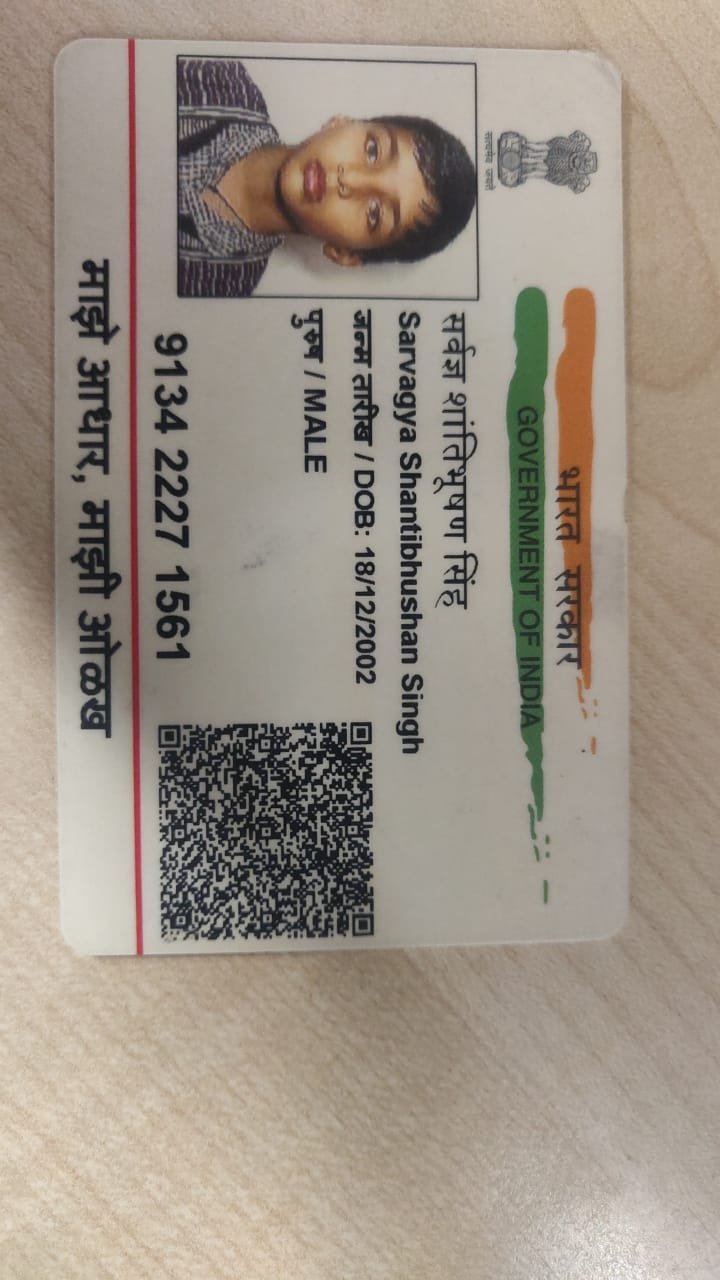 भारत सरकार
GOVERNMENT OF INDIA
सत्यमेव जयते
सर्वज्ञ शांतिभूषण सिंह
Sarvagya Shantibhushan Singh
जन्म तारीख / DOB: 18/12/2002
पुरुष / MALE
9134 2227 1561
माझे आधार, माझी ओळख